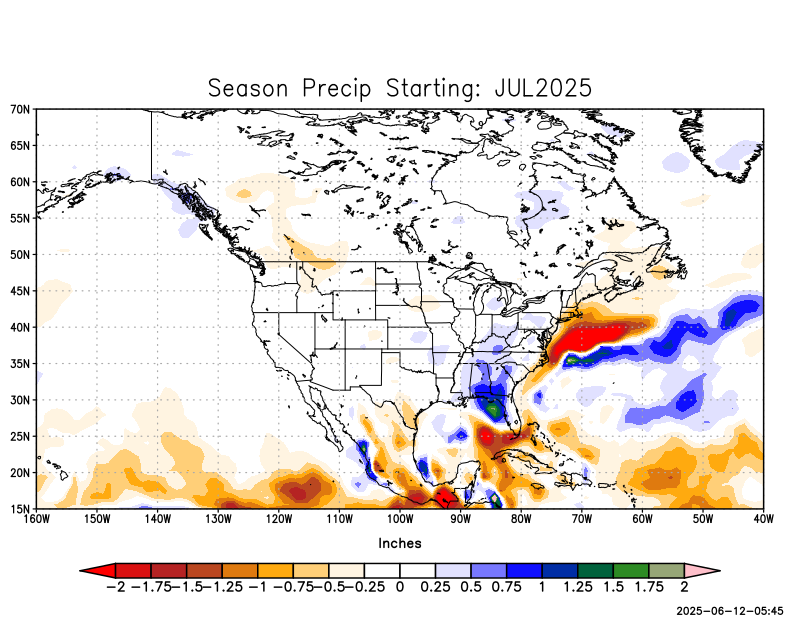 Season Precip Starting: JUL2025
70N
65N
60N
55N
50N
45N
40N
35N
30N
25N
20N
15N
160W 150W 140W 130W 120W 110W 100W 90W 80W 70W 60W 50W 40W
Inches
−2 −1.75 −1.5 −1.25 −1 −0.75 −0.5 −0.25 0 0.25 0.5 0.75 1 1.25 1.5 1.75 2
2025−06−12−05:45